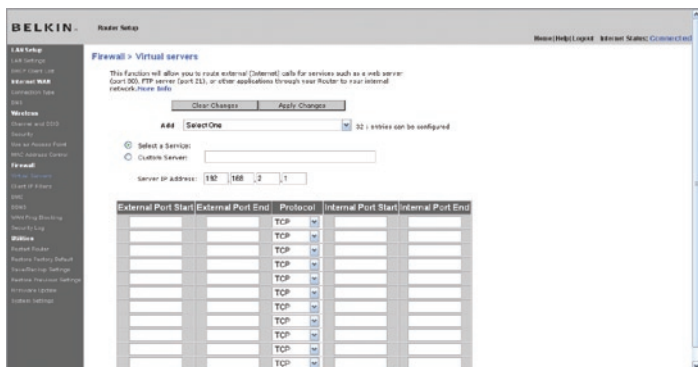 BELKIN.
Router Setup
Home|Help|Logout Internet Status: Connected
LAN Setup
LAN Settings
DHCP Client List
Internet WAN
Connection Type
DNS
Wireless
Channel and SSID
Security
Use as Access Point
MAC Address Control
Firewall
Virtual Servers
Client IP Filters
DMZ
DDNS
WAN Ping Blocking
Security Log
Utilities
Restart Router
Restore Factory Default
Save/Backup Settings
Restore Previous Settings
Firmware Update
System Settings
Firewall > Virtual servers
This function will allow you to route external (Internet) calls for services such as a web server
(port 80), FTP server (port 21), or other applications through your Router to your internal
network. More Info
Clear Changes Apply Changes
Add Select One 32 : entries can be configured
Select a Service:
Custom Server:
Server IP Address: 192 .168 .2 .1
External Port Start External Port End Protocol Internal Port Start Internal Port End
TCP
TCP
TCP
TCP
TCP
TCP
TCP
TCP
TCP
TCP
TCP